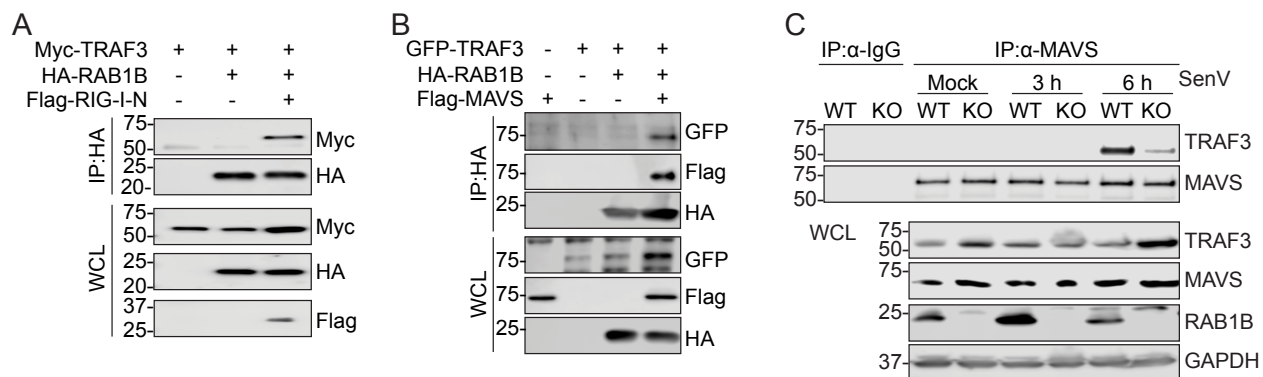 A
Myc-TRAF3 + + +
HA-RAB1B - + +
Flag-RIG-I-N - - +
IP:HA
75
50
Myc
25
20
HA
WCL
75
50
Myc
25
20
HA
37
25
Flag
B
GFP-TRAF3 - + + +
HA-RAB1B - - + +
Flag-MAVS + - - +
IP:HA
75
GFP
75
Flag
25
HA
WCL
75
GFP
75
Flag
25
HA
C
IP:α-IgG IP:α-MAVS
Mock 3 h 6 h SenV
WT KO WT KO WT KO WT KO
75
50
TRAF3
75
50
MAVS
WCL
75
50
TRAF3
75
MAVS
25
RAB1B
37
GAPDH